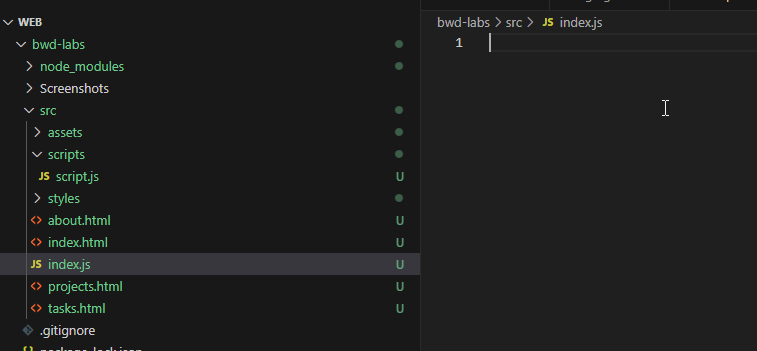 WEB
bwd-labs
node_modules
Screenshots
src
assets
scripts
JS script.js U
styles
<> about.html U
<> index.html U
JS index.js U
<> projects.html U
<> tasks.html U
.gitignore
bwd-labs > src > JS index.js
1